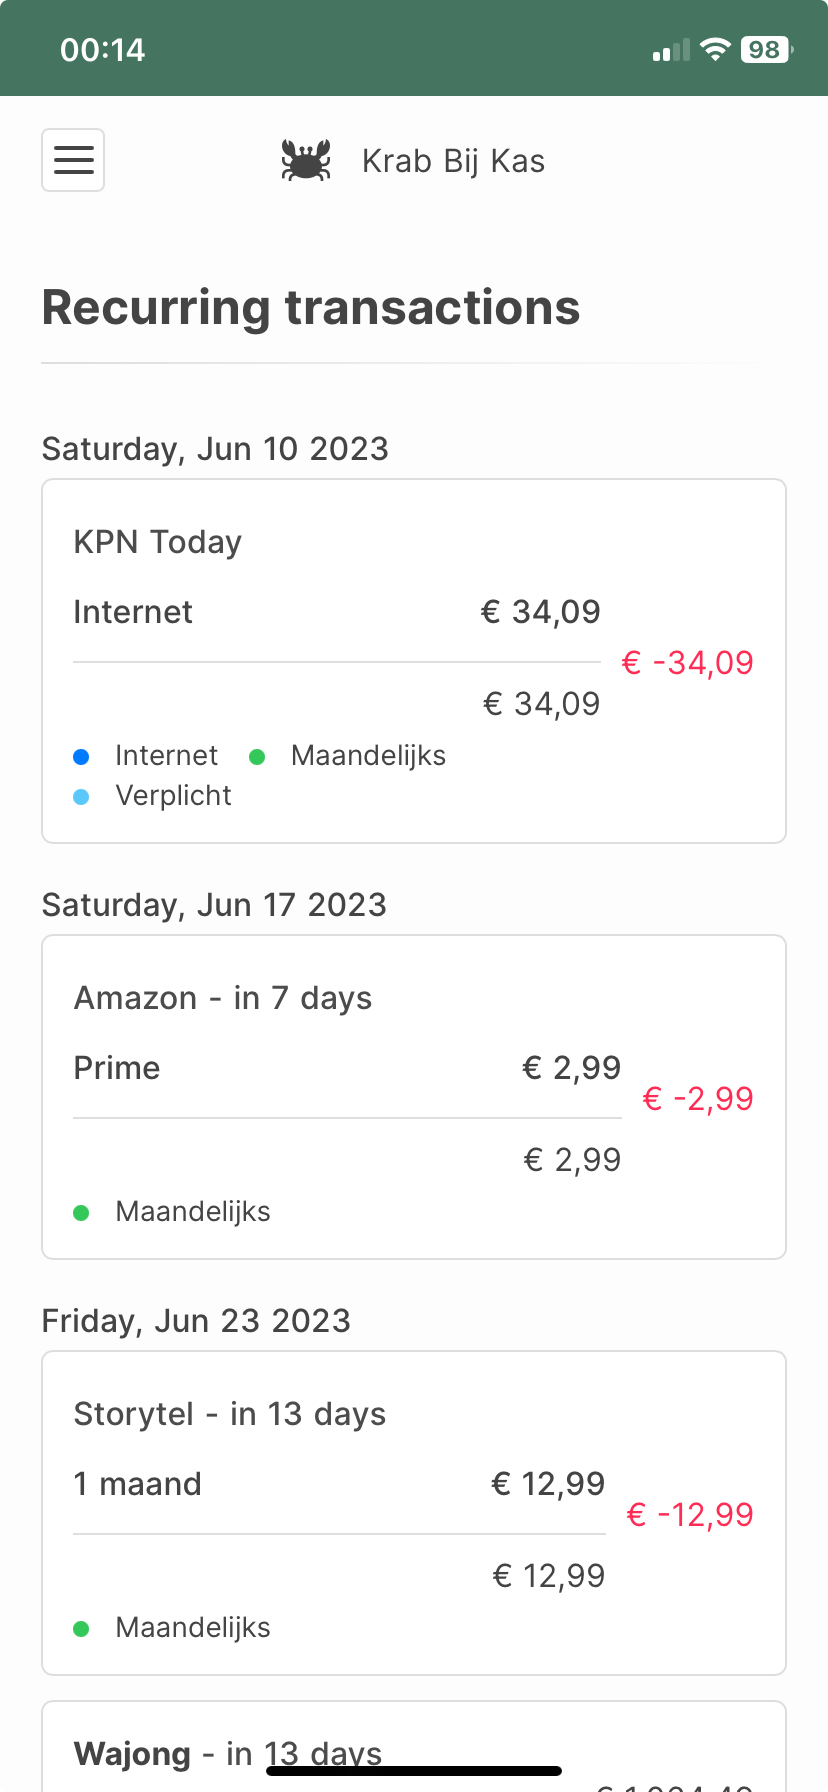 00:14
98
Krab Bij Kas
Recurring transactions
Saturday, Jun 10 2023
KPN Today
Internet € 34,09
€ -34,09
€ 34,09
Internet Maandelijks
Verplicht
Saturday, Jun 17 2023
Amazon - in 7 days
Prime € 2,99
€ -2,99
€ 2,99
Maandelijks
Friday, Jun 23 2023
Storytel - in 13 days
1 maand € 12,99
€ -12,99
€ 12,99
Maandelijks
Wajong - in 13 days